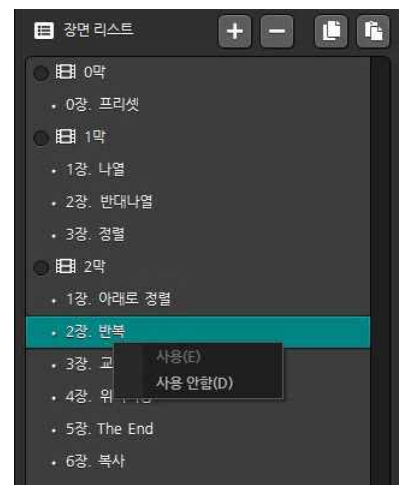 장면 리스트
0막
0장. 프리셋
1막
1장. 나열
2장. 반대나열
3장. 정렬
2막
1장. 아래로 정렬
2장. 반복
사용(E)
3장. 교
사용 안함(D)
4장. 위
5장. The End
6장. 복사